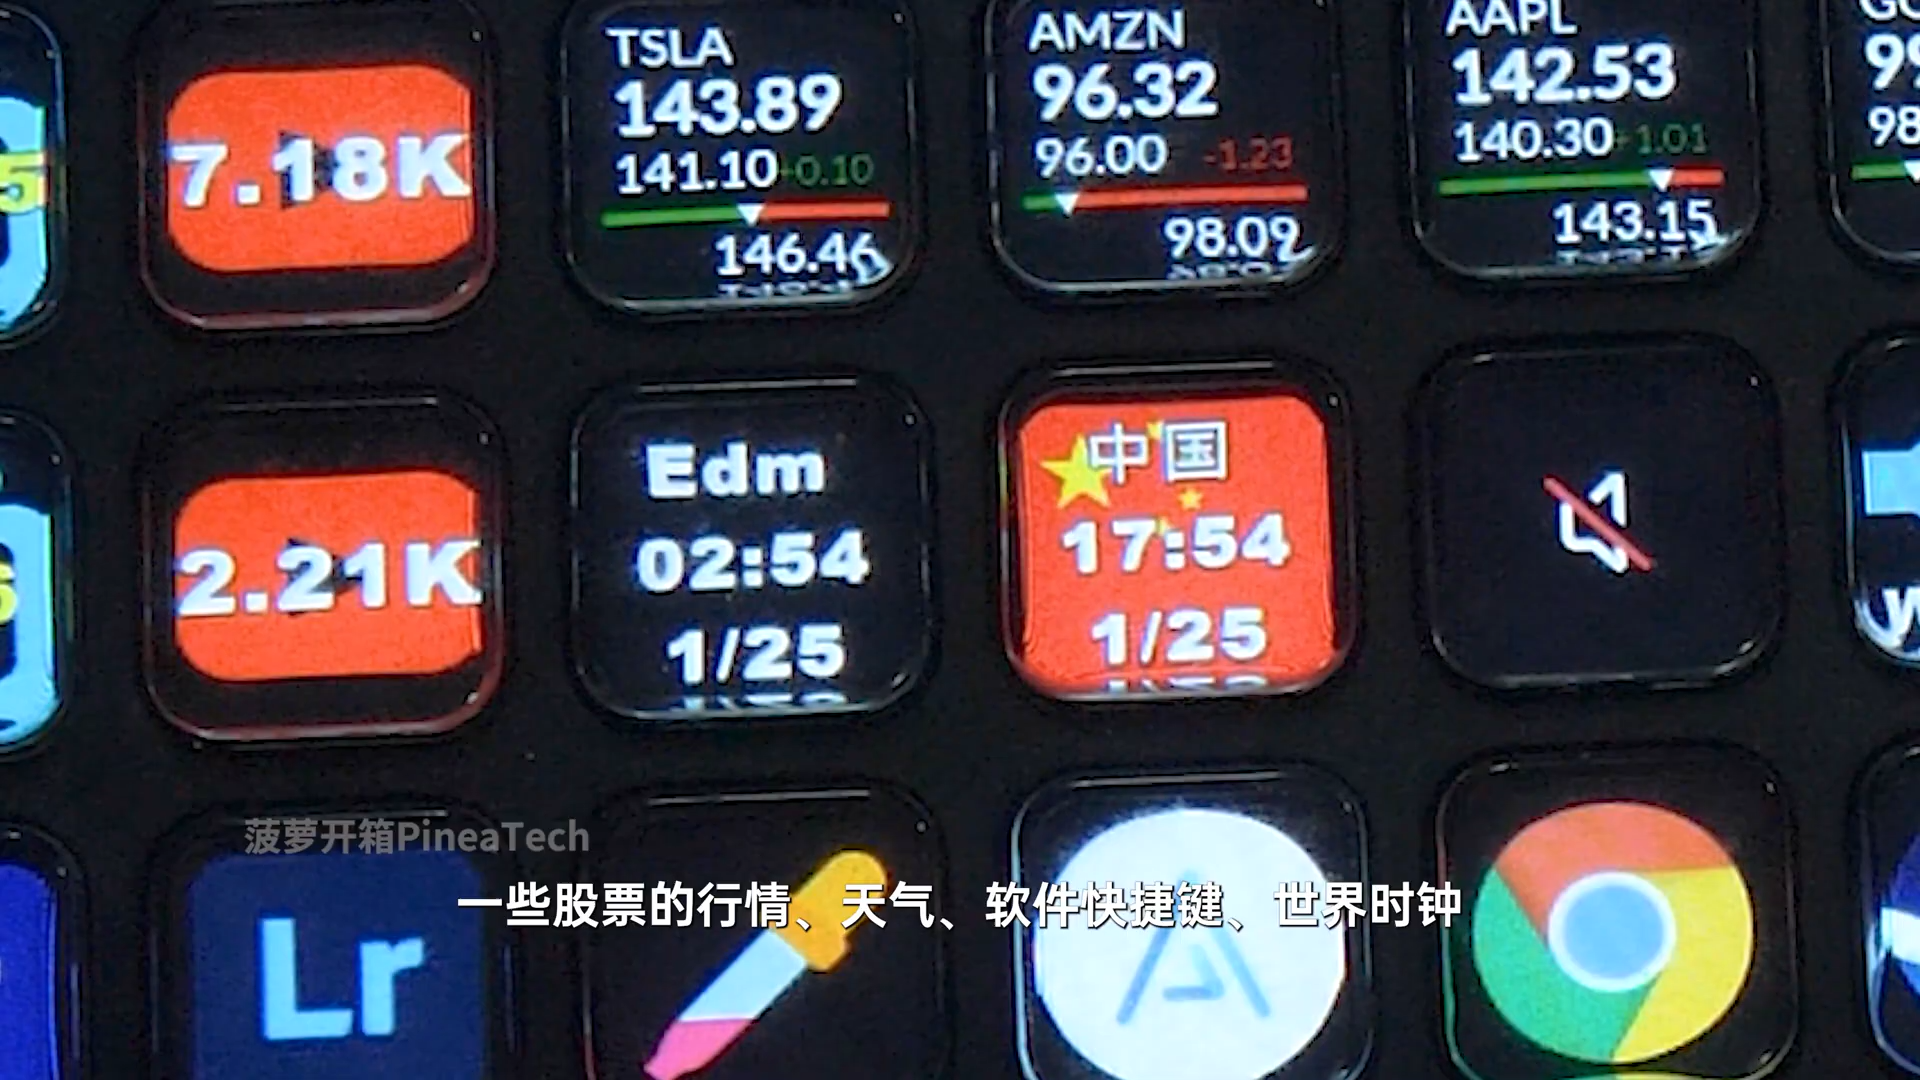 7.18K
TSLA
143.89
141.10 +0.10
146.46
AMZN
96.32
96.00 -1.23
98.09
AAPL
142.53
140.30 +1.01
143.15
98
5
2.21K
Edm
02:54
1/25
中国
17:54
1/25
6
菠萝开箱PineaTech
一些股票的行情、天气、软件快捷键、世界时钟
Lr